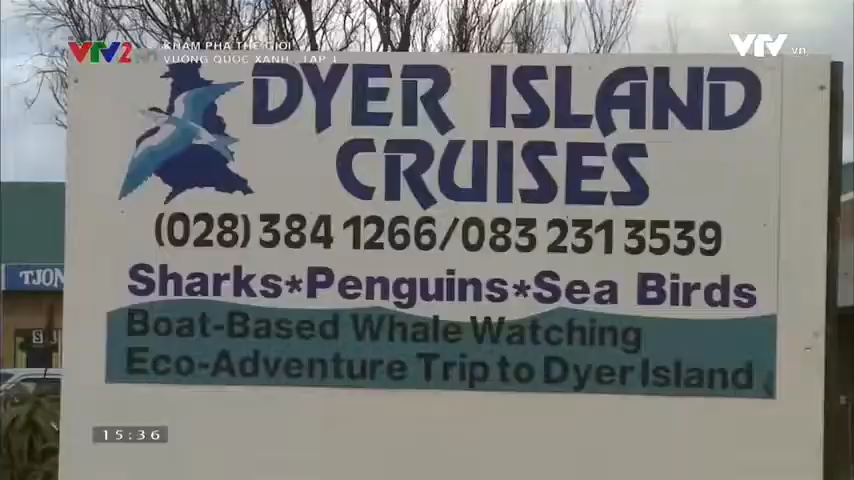 VTV2
KHÁM PHÁ THẾ GIỚI
VƯƠNG QUỐC XANH _ TẬP 1
VTV.vn
DYER ISLAND
CRUISES
(028) 384 1266/083 231 3539
Sharks*Penguins*Sea Birds
Boat-Based Whale Watching
Eco-Adventure Trip to Dyer Island
TJON
15:36